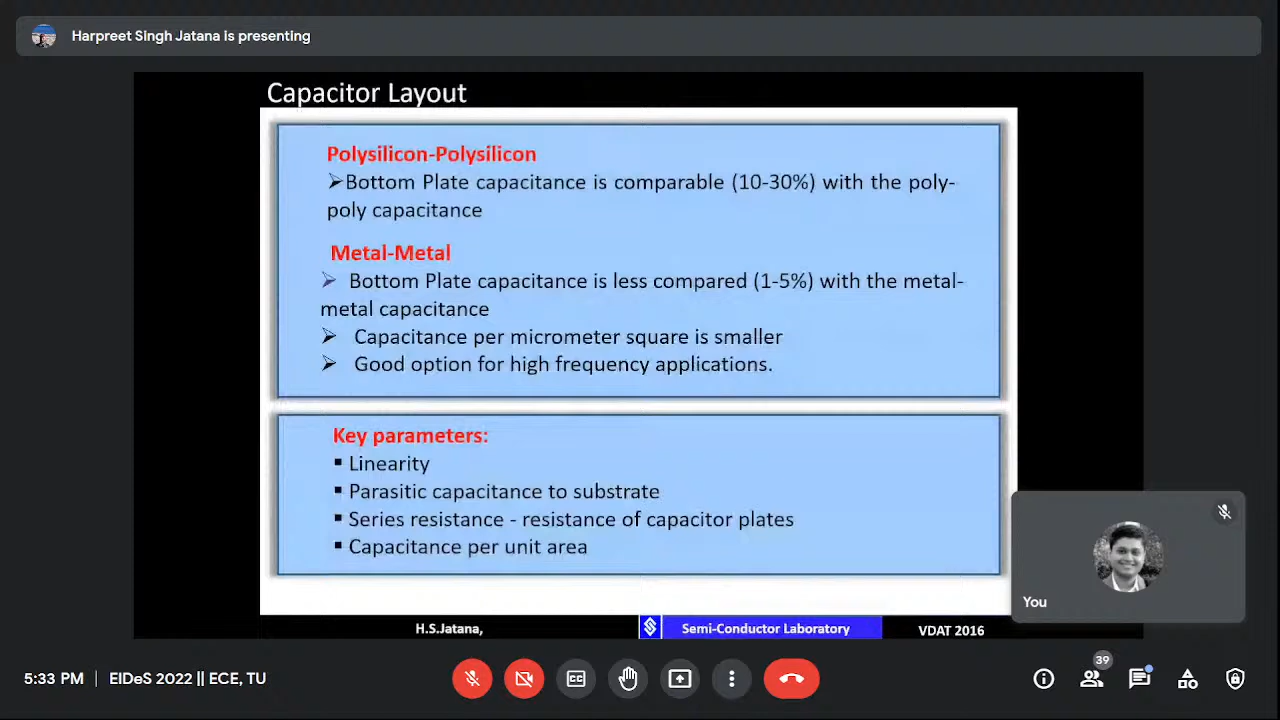 Harpreet Singh Jatana is presenting
Capacitor Layout
Polysilicon-Polysilicon
➢Bottom Plate capacitance is comparable (10-30%) with the poly-
poly capacitance
Metal-Metal
➢ Bottom Plate capacitance is less compared (1-5%) with the metal-
metal capacitance
➢ Capacitance per micrometer square is smaller
➢ Good option for high frequency applications.
Key parameters:
▪ Linearity
▪ Parasitic capacitance to substrate
▪ Series resistance - resistance of capacitor plates
▪ Capacitance per unit area
You
H.S.Jatana,
Semi-Conductor Laboratory
VDAT 2016
5:33 PM | EIDeS 2022 || ECE, TU
CC
39